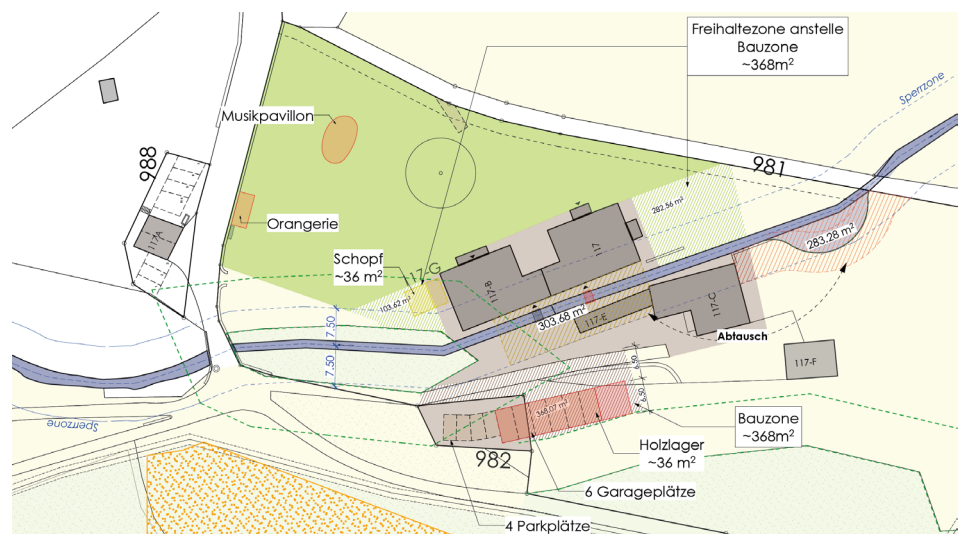 Freihaltezone anstelle
Bauzone
~368m²
Sperrzone
Musikpavillon
988
981
117-A
Orangerie
282.56 m²
117
283.28 m²
Schopf
~36 m²
117-G
117-B
103.62 m²
117-C
303.68 m²
117-E
7.50
7.50
Abtausch
117-F
6.50
6.50
Sperrzone
368.07 m²
Bauzone
~368m²
Holzlager
~36 m²
982
6 Garageplätze
4 Parkplätze